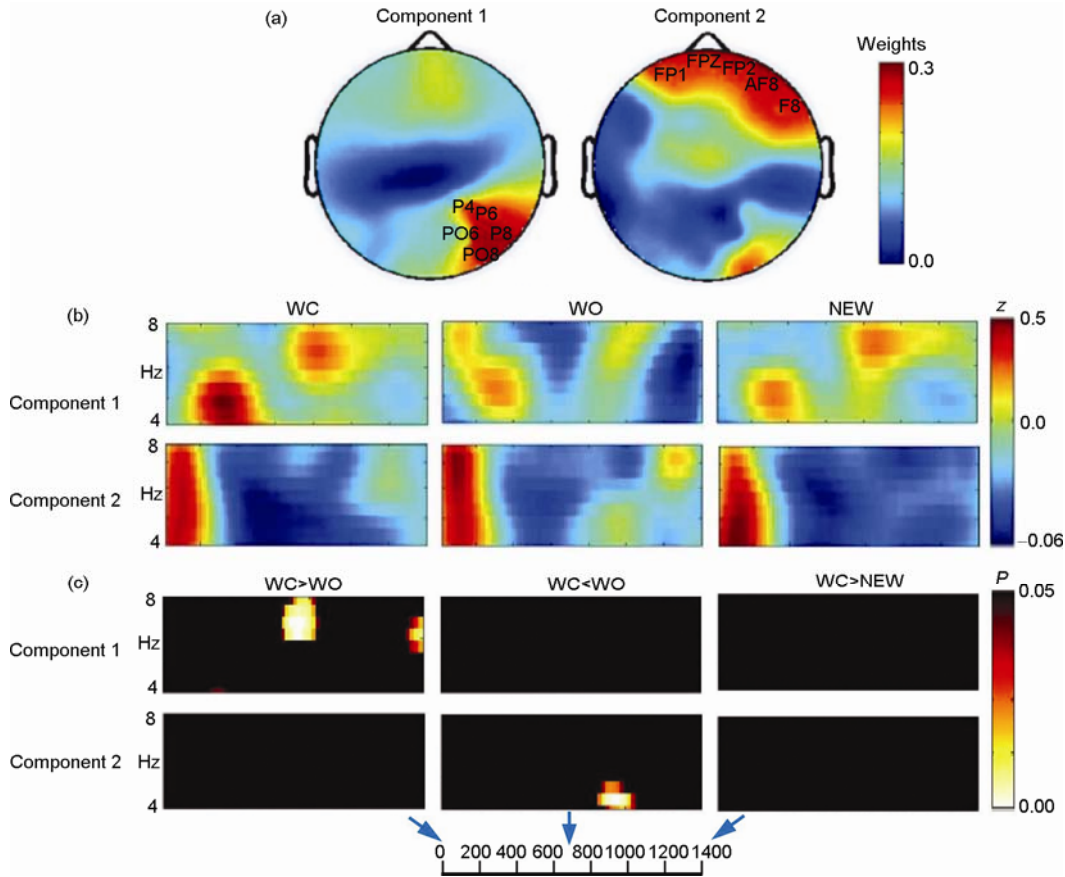 (a)
Component 1
Component 2
Weights
0.3
0.0
FP1 FPZ FP2 AF8 F8
P4 P6
PO6 P8
PO8
(b)
WC
WO
NEW
z
0.5
0.0
−0.06
8
Hz
4
Component 1
8
Hz
4
Component 2
(c)
WC>WO
WC<WO
WC>NEW
P
0.05
0.00
8
Hz
4
Component 1
8
Hz
4
Component 2
0 200 400 600 800 1000 1200 1400